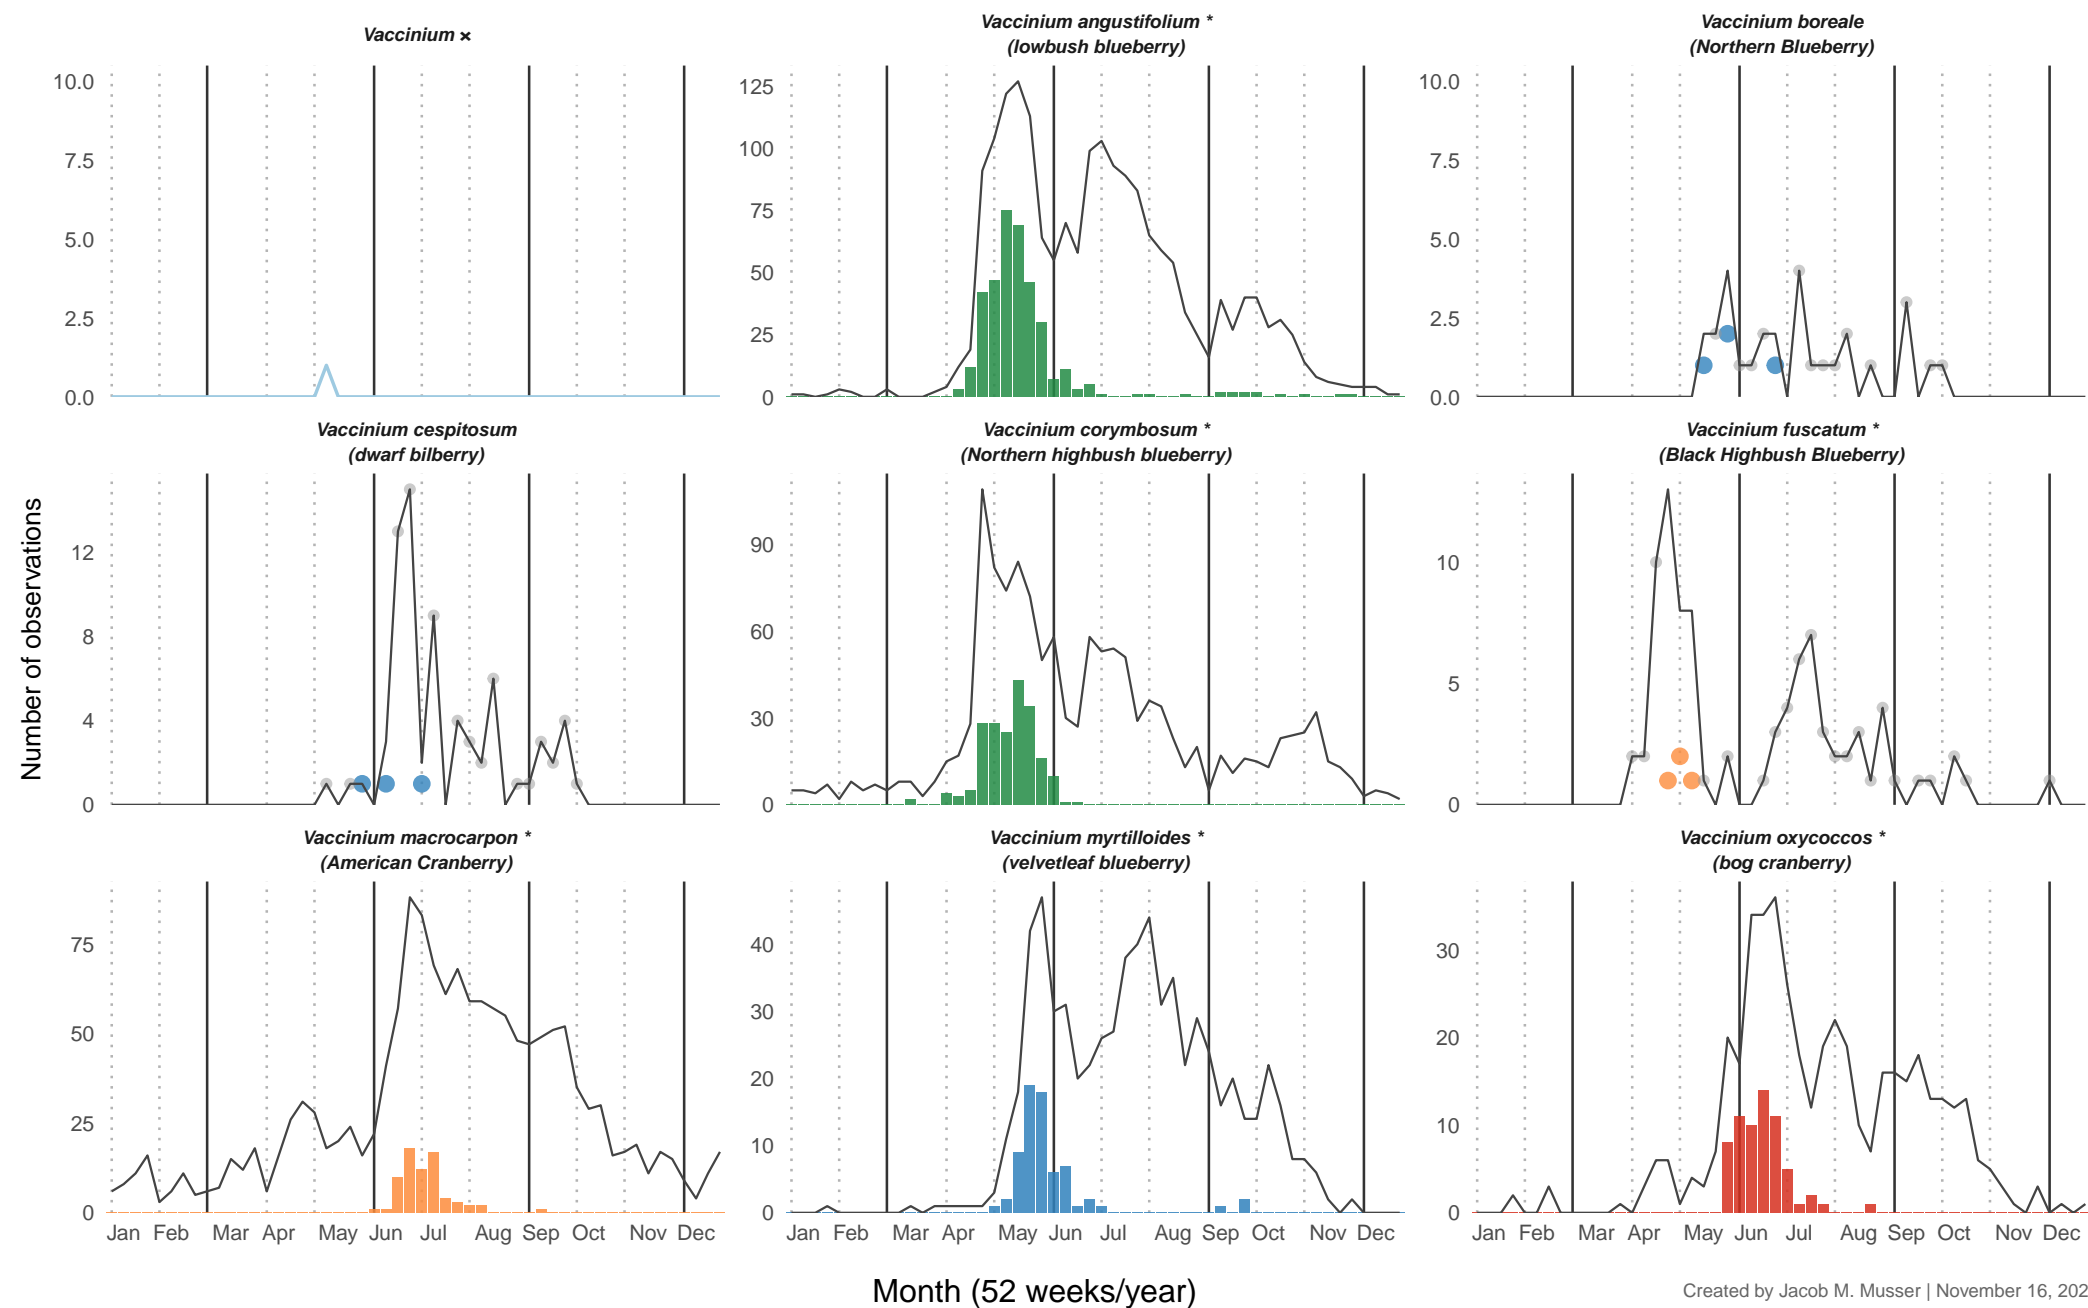 Vaccinium ×
Vaccinium angustifolium *
(lowbush blueberry)
Vaccinium boreale
(Northern Blueberry)
10.0
7.5
5.0
2.5
0.0
125
100
75
50
25
0
10.0
7.5
5.0
2.5
0.0
Vaccinium cespitosum
(dwarf bilberry)
Vaccinium corymbosum *
(Northern highbush blueberry)
Vaccinium fuscatum *
(Black Highbush Blueberry)
Number of observations
12
8
4
0
90
60
30
0
10
5
0
Vaccinium macrocarpon *
(American Cranberry)
Vaccinium myrtilloides *
(velvetleaf blueberry)
Vaccinium oxycoccos *
(bog cranberry)
75
50
25
0
40
30
20
10
0
30
20
10
0
Jan Feb Mar Apr May Jun Jul Aug Sep Oct Nov Dec
Jan Feb Mar Apr May Jun Jul Aug Sep Oct Nov Dec
Jan Feb Mar Apr May Jun Jul Aug Sep Oct Nov Dec
Month (52 weeks/year)
Created by Jacob M. Musser | November 16, 202